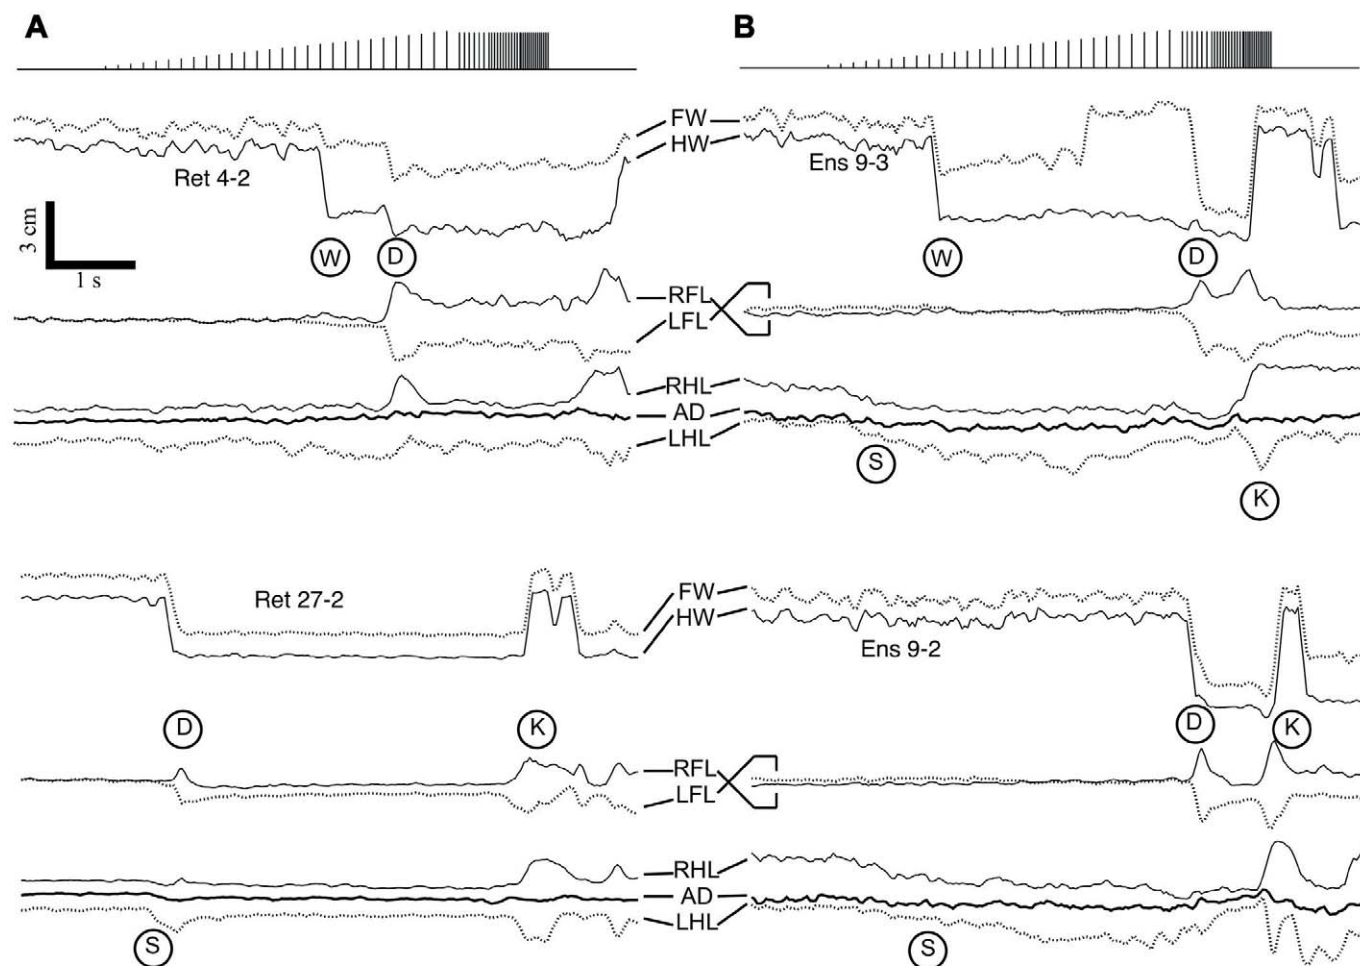 A B
FW
HW
Ret 4-2 Ens 9-3
3 cm
1 s
W D W D
RFL
LFL
RHL
AD
LHL
S
K
Ret 27-2 FW
HW
Ens 9-2
D K D K
RFL
LFL
RHL
AD
LHL
S S